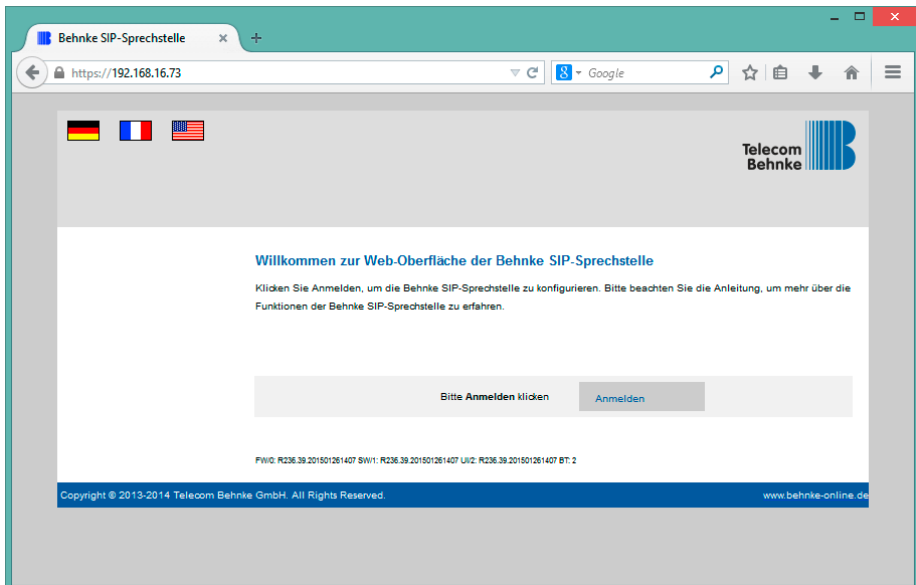 Behnke SIP-Sprechstelle
https://192.168.16.73
8
Google
Telecom
Behnke
Willkommen zur Web-Oberfläche der Behnke SIP-Sprechstelle
Klicken Sie Anmelden, um die Behnke SIP-Sprechstelle zu konfigurieren. Bitte beachten Sie die Anleitung, um mehr über die
Funktionen der Behnke SIP-Sprechstelle zu erfahren.
Bitte Anmelden klicken
Anmelden
FW/0: R236.39.201501261407 SW/1: R236.39.201501261407 UI/2: R236.39.201501261407 BT: 2
Copyright © 2013-2014 Telecom Behnke GmbH. All Rights Reserved.
www.behnke-online.de